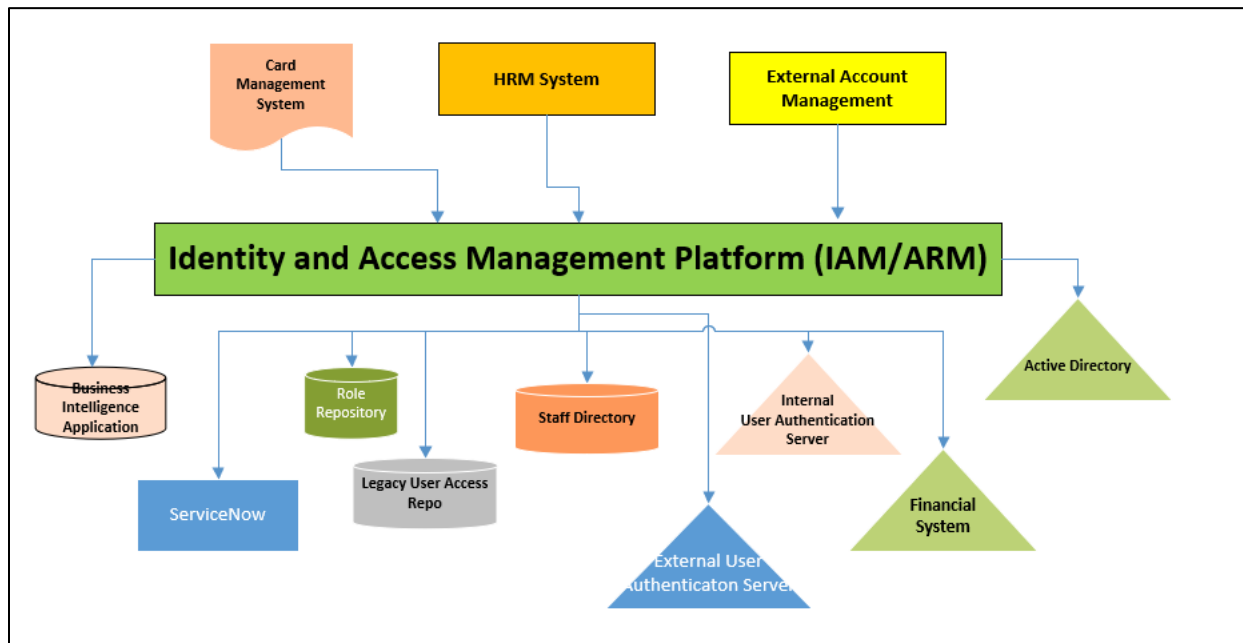 Card
Management
System
HRM System
External Account
Management
Identity and Access Management Platform (IAM/ARM)
Business
Intelligence
Application
Role
Repository
Staff Directory
Internal
User Authentication
Server
Active Directory
ServiceNow
Legacy User Access
Repo
Financial
System
External User
Authenticaton Server